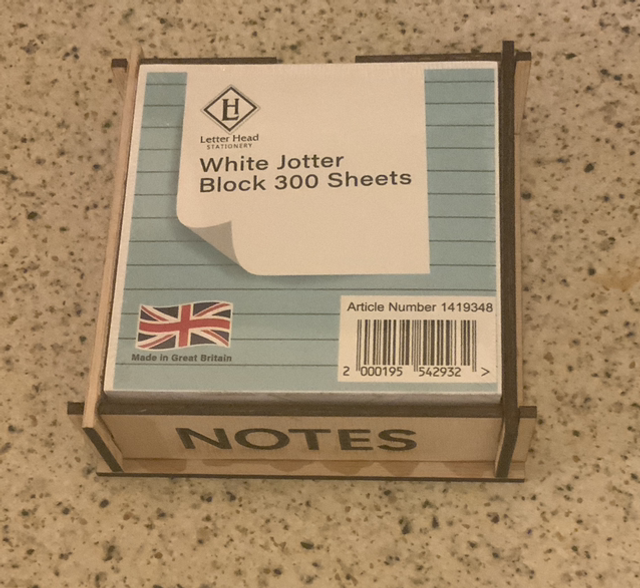 LH
Letter Head
STATIONERY
White Jotter
Block 300 Sheets
Article Number 1419348
2 000195 542932 >
Made in Great Britain
NOTES